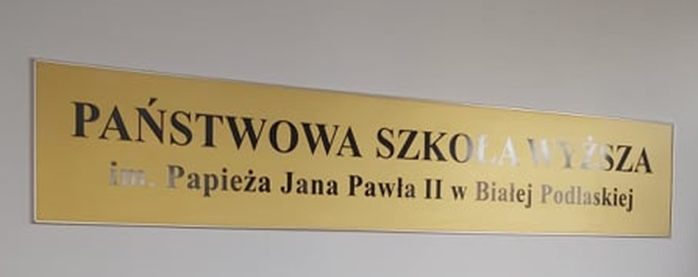 PAŃSTWOWA SZKOŁA WYŻSZA
im. Papieża Jana Pawła II w Białej Podlaskiej